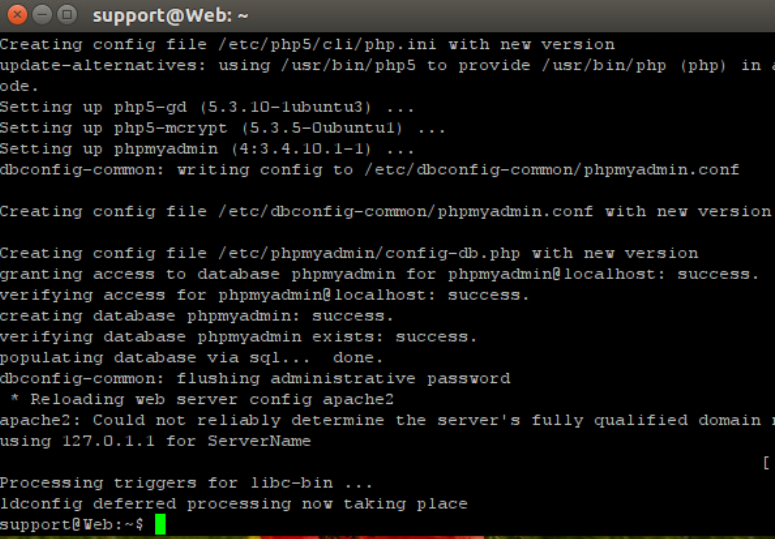 support@Web: ~
Creating config file /etc/php5/cli/php.ini with new version
update-alternatives: using /usr/bin/php5 to provide /usr/bin/php (php) in
ode.
Setting up php5-gd (5.3.10-1ubuntu3) ...
Setting up php5-mcrypt (5.3.5-0ubuntu1) ...
Setting up phpmyadmin (4:3.4.10.1-1) ...
dbconfig-common: writing config to /etc/dbconfig-common/phpmyadmin.conf
Creating config file /etc/dbconfig-common/phpmyadmin.conf with new version
Creating config file /etc/phpmyadmin/config-db.php with new version
granting access to database phpmyadmin for phpmyadmin@localhost: success.
verifying access for phpmyadmin@localhost: success.
creating database phpmyadmin: success.
verifying database phpmyadmin exists: success.
populating database via sql... done.
dbconfig-common: flushing administrative password
* Reloading web server config apache2
apache2: Could not reliably determine the server's fully qualified domain
using 127.0.1.1 for ServerName
[
Processing triggers for libc-bin ...
ldconfig deferred processing now taking place
support@Web:~$